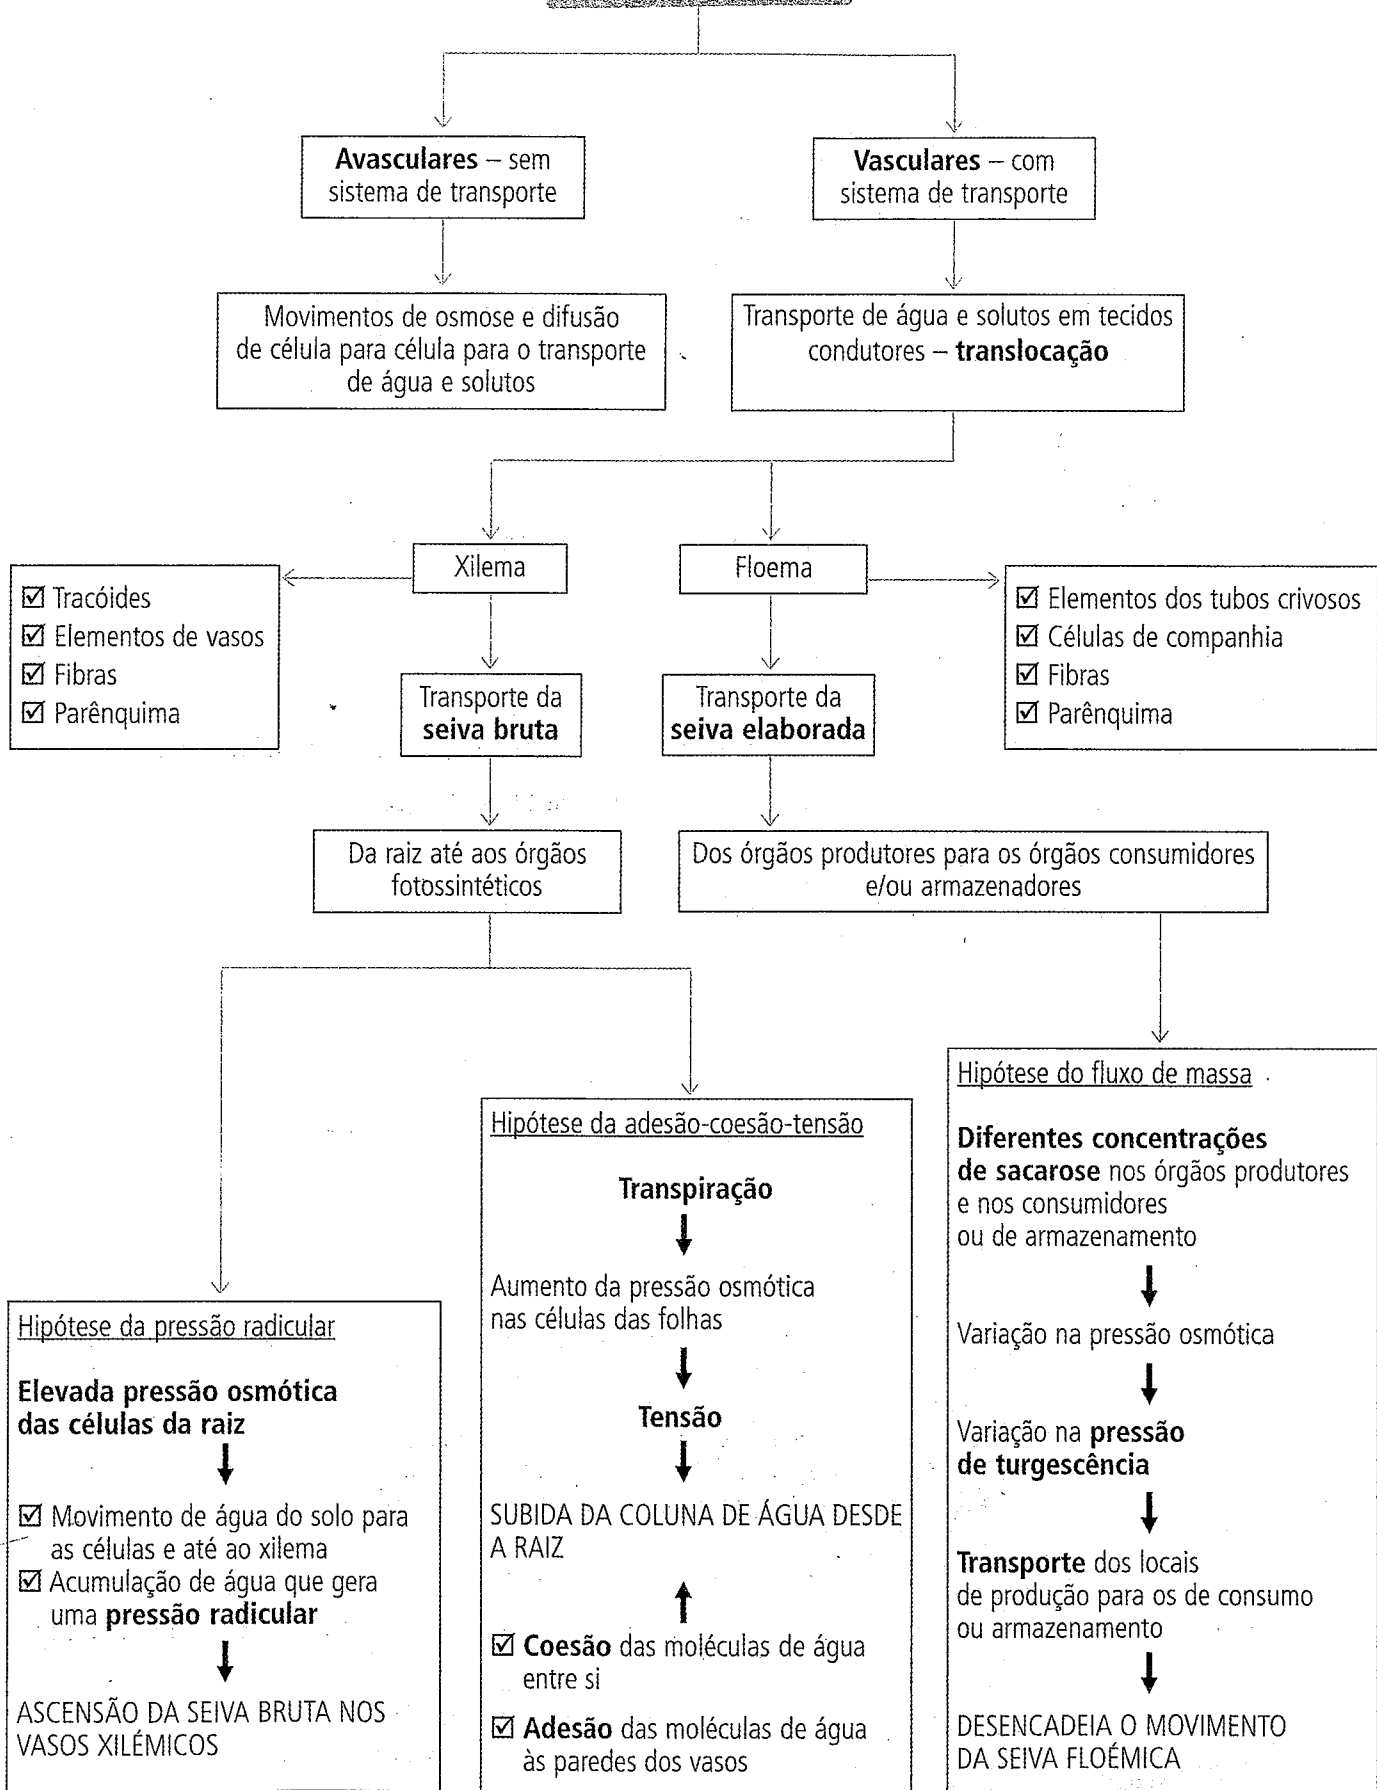 Avasculares – sem
sistema de transporte
Vasculares – com
sistema de transporte
Movimentos de osmose e difusão
de célula para célula para o transporte
de água e solutos
Transporte de água e solutos em tecidos
condutores – translocação
Xilema
Floema
☑ Tracóides
☑ Elementos de vasos
☑ Fibras
☑ Parênquima
☑ Elementos dos tubos crivosos
☑ Células de companhia
☑ Fibras
☑ Parênquima
Transporte da
seiva bruta
Transporte da
seiva elaborada
Da raiz até aos órgãos
fotossintéticos
Dos órgãos produtores para os órgãos consumidores
e/ou armazenadores
Hipótese da pressão radicular
Elevada pressão osmótica
das células da raiz
☑ Movimento de água do solo para
as células e até ao xilema
☑ Acumulação de água que gera
uma pressão radicular
ASCENSÃO DA SEIVA BRUTA NOS
VASOS XILÉMICOS
Hipótese da adesão-coesão-tensão
Transpiração
Aumento da pressão osmótica
nas células das folhas
Tensão
SUBIDA DA COLUNA DE ÁGUA DESDE
A RAIZ
☑ Coesão das moléculas de água
entre si
☑ Adesão das moléculas de água
às paredes dos vasos
Hipótese do fluxo de massa
Diferentes concentrações
de sacarose nos órgãos produtores
e nos consumidores
ou de armazenamento
Variação na pressão osmótica
Variação na pressão
de turgescência
Transporte dos locais
de produção para os de consumo
ou armazenamento
DESENCADEIA O MOVIMENTO
DA SEIVA FLOÉMICA